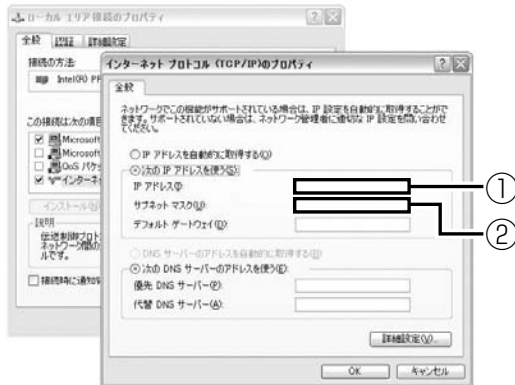 ローカル エリア接続のプロパティ
全般 認証 詳細設定
接続の方法:
Intel(R)
この接続は次の項目
Microsoft
Microsoft
QoS パケ
インターネ
インストール(N)
説明
伝送制御プロト
ネットワーク間の
ルです。
接続時に通知
インターネット プロトコル (TCP/IP)のプロパティ
全般
ネットワークでこの機能がサポートされている場合は、IP 設定を自動的に取得することがで
きます。サポートされていない場合は、ネットワーク管理者に適切な IP 設定を問い合わせ
てください。
IP アドレスを自動的に取得する(O)
次の IP アドレスを使う(S):
IP アドレス(I):
サブネット マスク(U):
デフォルト ゲートウェイ(D):
①
②
DNS サーバーのアドレスを自動的に取得する(B)
次の DNS サーバーのアドレスを使う(E):
優先 DNS サーバー(P):
代替 DNS サーバー(A):
詳細設定(V)...
OK キャンセル